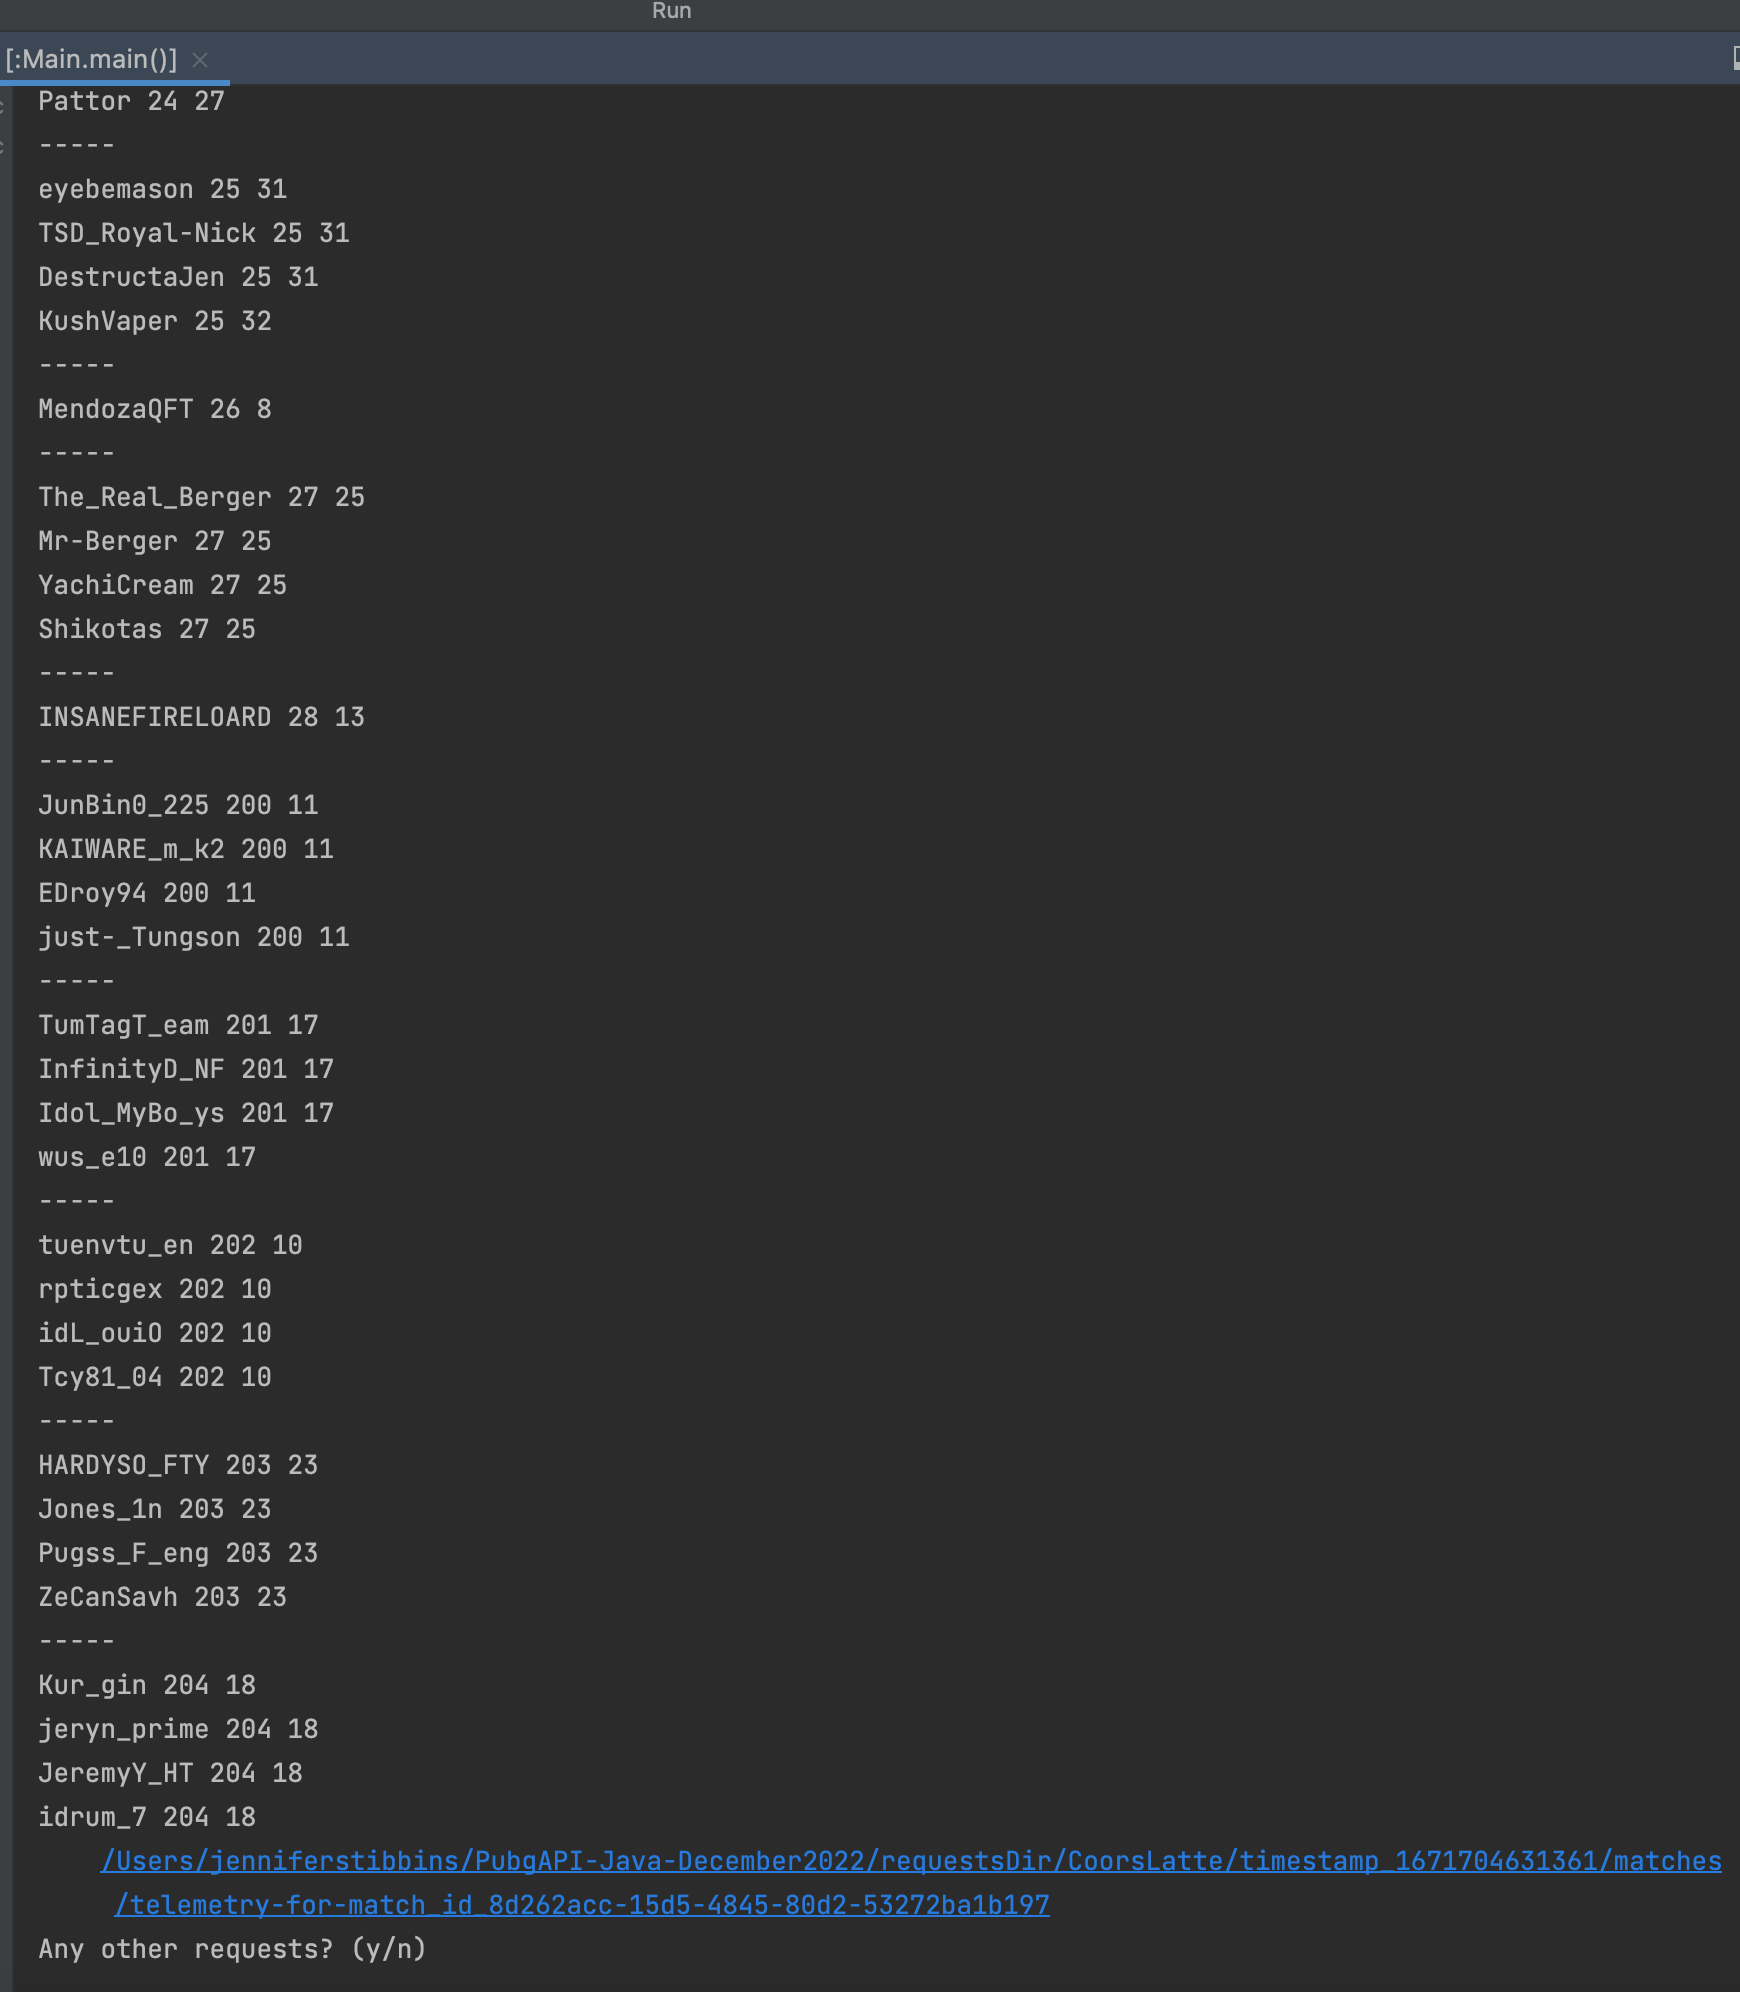 Run
[:Main.main()]
Pattor 24 27
-----
eyebemason 25 31
TSD_Royal-Nick 25 31
DestructaJen 25 31
KushVaper 25 32
-----
MendozaQFT 26 8
-----
The_Real_Berger 27 25
Mr-Berger 27 25
YachiCream 27 25
Shikotas 27 25
-----
INSANEFIRELOARD 28 13
-----
JunBin0_225 200 11
KAIWARE_m_k2 200 11
EDroy94 200 11
just-_Tungson 200 11
-----
TumTagT_eam 201 17
InfinityD_NF 201 17
Idol_MyBo_ys 201 17
wus_e10 201 17
-----
tuenvtu_en 202 10
rpticgex 202 10
idL_ouiO 202 10
Tcy81_04 202 10
-----
HARDYSO_FTY 203 23
Jones_1n 203 23
Pugss_F_eng 203 23
ZeCanSavh 203 23
-----
Kur_gin 204 18
jeryn_prime 204 18
JeremyY_HT 204 18
idrum_7 204 18
/Users/jenniferstibbins/PubgAPI-Java-December2022/requestsDir/CoorsLatte/timestamp_1671704631361/matches
/telemetry-for-match_id_8d262acc-15d5-4845-80d2-53272ba1b197
Any other requests? (y/n)